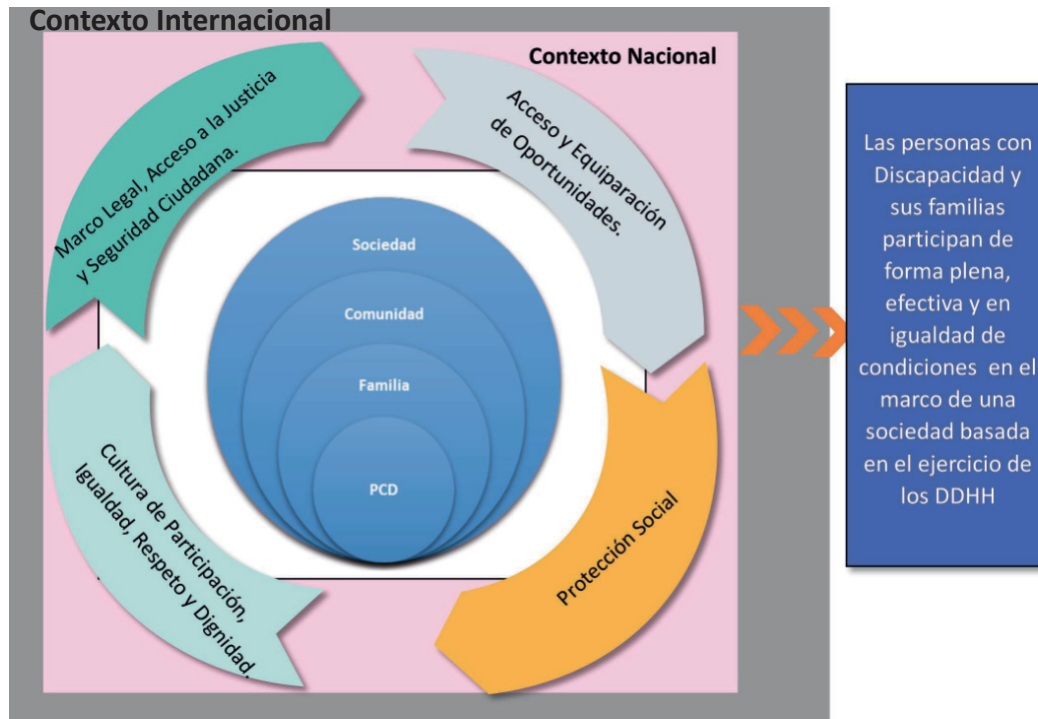 Contexto Internacional
Contexto Nacional
Marco Legal, Acceso a la Justicia
y Seguridad Ciudadana.
Acceso y Equiparación
de Oportunidades.
Sociedad
Comunidad
Familia
PCD
Cultura de Participación,
Igualdad, Respeto y Dignidad.
Protección Social
Las personas con
Discapacidad y
sus familias
participan de
forma plena,
efectiva y en
igualdad de
condiciones en el
marco de una
sociedad basada
en el ejercicio de
los DDHH